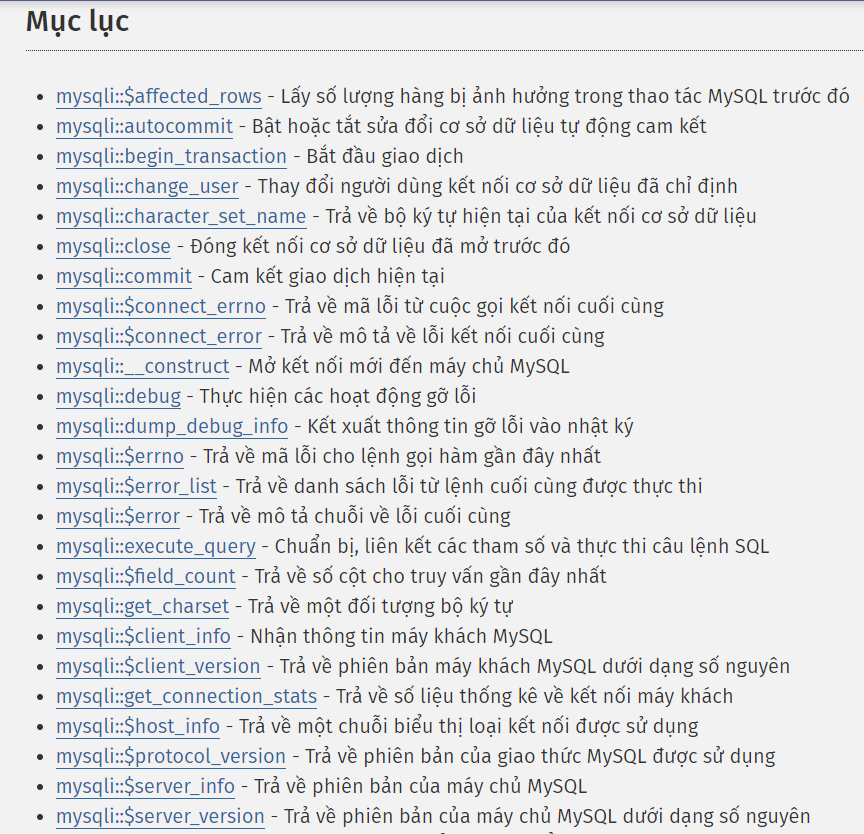 Mục lục
mysqli::$affected_rows - Lấy số lượng hàng bị ảnh hưởng trong thao tác MySQL trước đó
mysqli::autocommit - Bật hoặc tắt sửa đổi cơ sở dữ liệu tự động cam kết
mysqli::begin_transaction - Bắt đầu giao dịch
mysqli::change_user - Thay đổi người dùng kết nối cơ sở dữ liệu đã chỉ định
mysqli::character_set_name - Trả về bộ ký tự hiện tại của kết nối cơ sở dữ liệu
mysqli::close - Đóng kết nối cơ sở dữ liệu đã mở trước đó
mysqli::commit - Cam kết giao dịch hiện tại
mysqli::$connect_errno - Trả về mã lỗi từ cuộc gọi kết nối cuối cùng
mysqli::$connect_error - Trả về mô tả về lỗi kết nối cuối cùng
mysqli::__construct - Mở kết nối mới đến máy chủ MySQL
mysqli::debug - Thực hiện các hoạt động gỡ lỗi
mysqli::dump_debug_info - Kết xuất thông tin gỡ lỗi vào nhật ký
mysqli::$errno - Trả về mã lỗi cho lệnh gọi hàm gần đây nhất
mysqli::$error_list - Trả về danh sách lỗi từ lệnh cuối cùng được thực thi
mysqli::$error - Trả về mô tả chuỗi về lỗi cuối cùng
mysqli::execute_query - Chuẩn bị, liên kết các tham số và thực thi câu lệnh SQL
mysqli::$field_count - Trả về số cột cho truy vấn gần đây nhất
mysqli::get_charset - Trả về một đối tượng bộ ký tự
mysqli::$client_info - Nhận thông tin máy khách MySQL
mysqli::$client_version - Trả về phiên bản máy khách MySQL dưới dạng số nguyên
mysqli::get_connection_stats - Trả về số liệu thống kê về kết nối máy khách
mysqli::$host_info - Trả về một chuỗi biểu thị loại kết nối được sử dụng
mysqli::$protocol_version - Trả về phiên bản của giao thức MySQL được sử dụng
mysqli::$server_info - Trả về phiên bản của máy chủ MySQL
mysqli::$server_version - Trả về phiên bản của máy chủ MySQL dưới dạng số nguyên